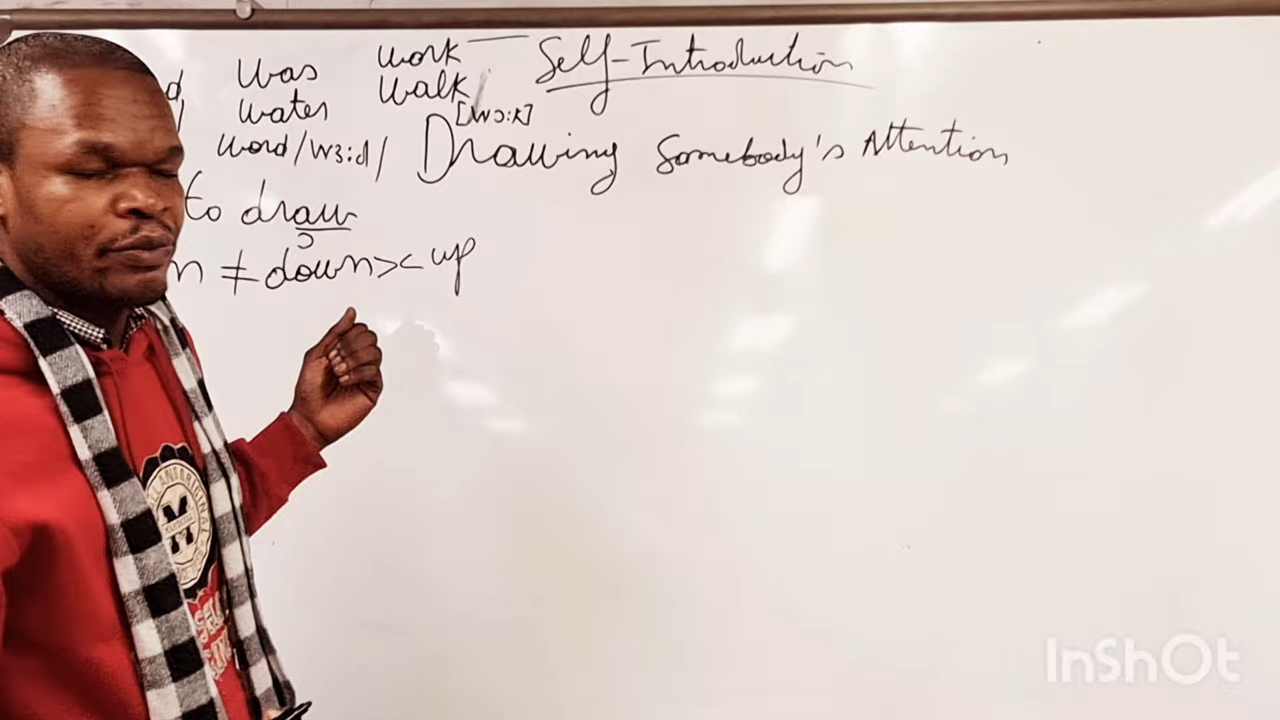 was work Self-Introduction
water walk
[wɔ:k]
word/wɜ:d/ Drawing Somebody's Attention
to draw
ɔ
n ≠ down >< up
M
InShOt